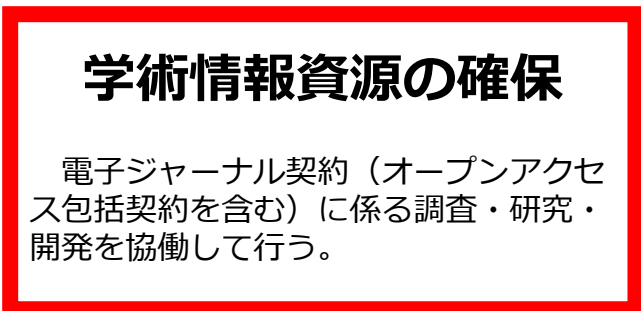 学術情報資源の確保
　電子ジャーナル契約（オープンアクセ
ス包括契約を含む）に係る調査・研究・
開発を協働して行う。